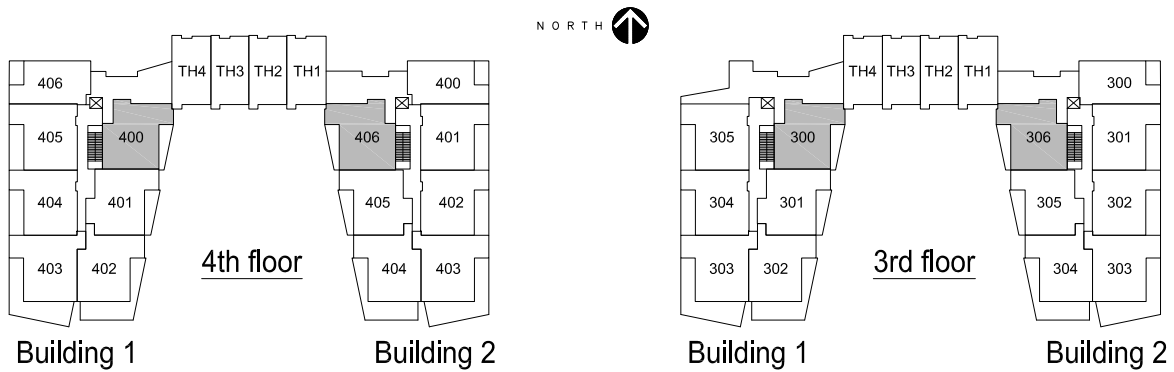 NORTH
TH4 TH3 TH2 TH1
406 400
405 400 406 401
404 401 405 402
403 402 404 403
4th floor
Building 1 Building 2
TH4 TH3 TH2 TH1
300
305 300 306 301
304 301 305 302
303 302 304 303
3rd floor
Building 1 Building 2